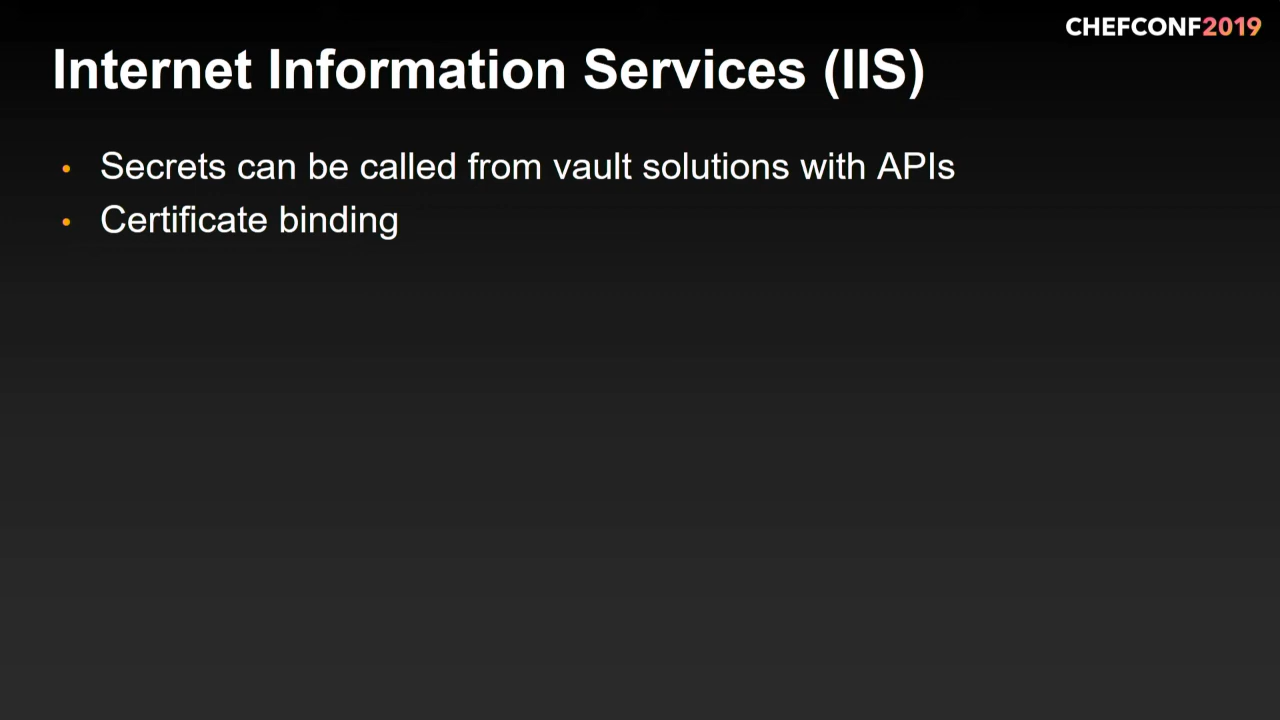 CHEFCONF2019
Internet Information Services (IIS)
• Secrets can be called from vault solutions with APIs
• Certificate binding